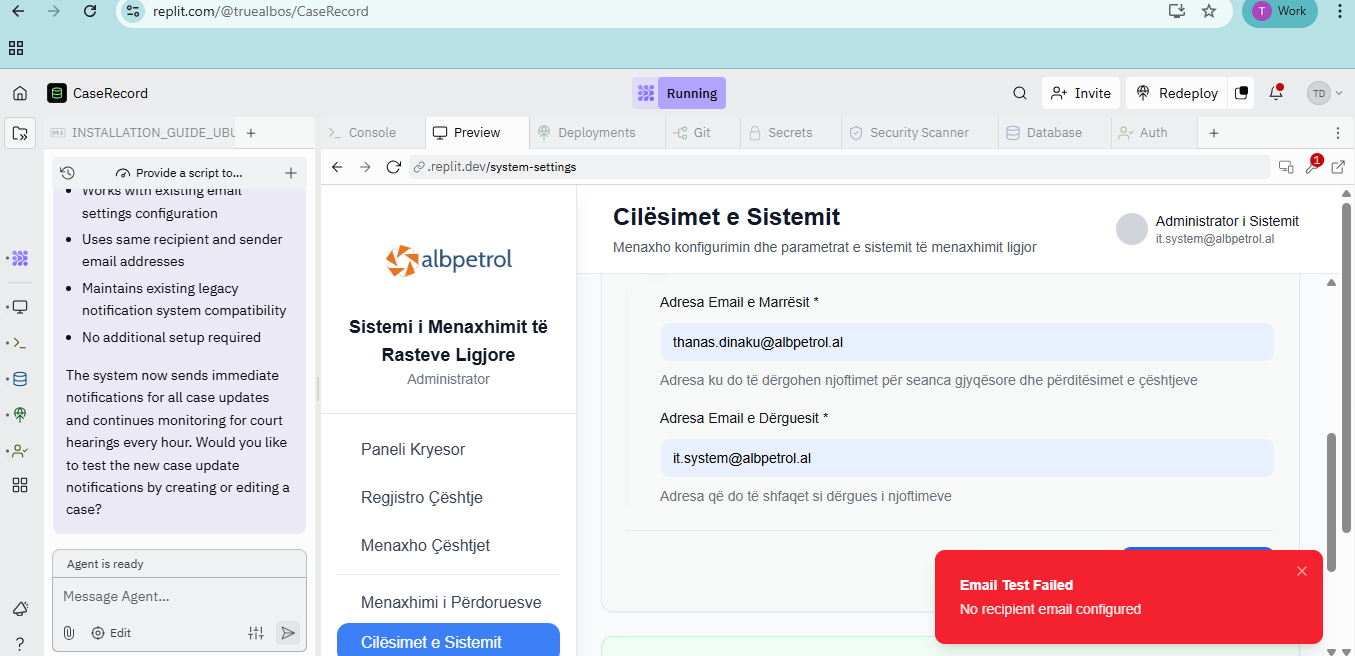 replit.com/@truealbos/CaseRecord
T Work
CaseRecord
Running
Invite
Redeploy
TD
INSTALLATION_GUIDE_UBU
Console
Preview
Deployments
Git
Secrets
Security Scanner
Database
Auth
Provide a script to...
.replit.dev/system-settings
1
Works with existing email
settings configuration
Uses same recipient and sender
email addresses
Maintains existing legacy
notification system compatibility
No additional setup required
The system now sends immediate
notifications for all case updates
and continues monitoring for court
hearings every hour. Would you like
to test the new case update
notifications by creating or editing a
case?
Agent is ready
Message Agent...
Edit
albpetrol
Sistemi i Menaxhimit të
Rasteve Ligjore
Administrator
Paneli Kryesor
Regjistro Çështje
Menaxho Çështjet
Menaxhimi i Përdoruesve
Cilësimet e Sistemit
Cilësimet e Sistemit
Menaxho konfigurimin dhe parametrat e sistemit të menaxhimit ligjor
Administrator i Sistemit
it.system@albpetrol.al
Adresa Email e Marrësit *
thanas.dinaku@albpetrol.al
Adresa ku do të dërgohen njoftimet për seanca gjyqësore dhe përditësimet e çështjeve
Adresa Email e Dërguesit *
it.system@albpetrol.al
Adresa që do të shfaqet si dërgues i njoftimeve
Email Test Failed
No recipient email configured